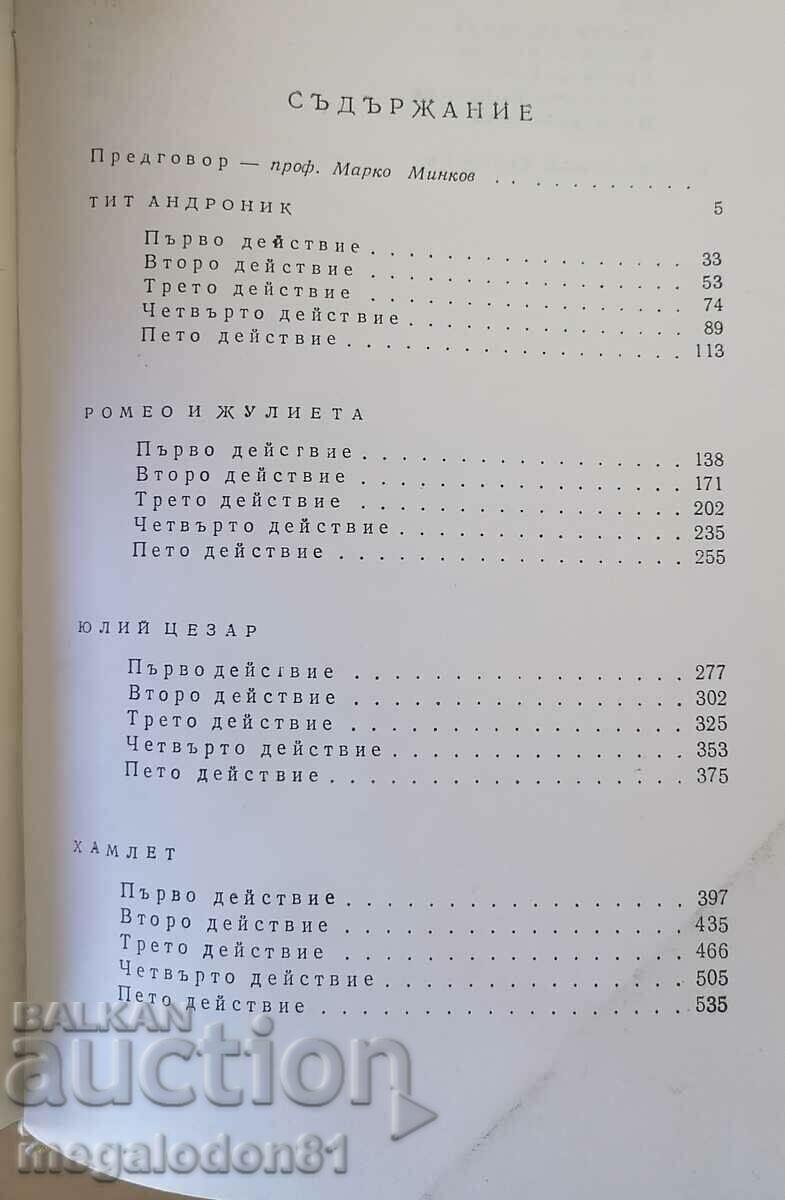 СЪДЪРЖАНИЕ
Предговор — проф. Марко Минков . . . . . . . . . . 5
ТИТ АНДРОНИК
Първо действие . . . . . . . . . . . . . . . . 33
Второ действие . . . . . . . . . . . . . . . . 53
Трето действие . . . . . . . . . . . . . . . . 74
Четвърто действие . . . . . . . . . . . . . . 89
Пето действие . . . . . . . . . . . . . . . . . 113
РОМЕО И ЖУЛИЕТА
Първо действие . . . . . . . . . . . . . . . . 138
Второ действие . . . . . . . . . . . . . . . . 171
Трето действие . . . . . . . . . . . . . . . . 202
Четвърто действие . . . . . . . . . . . . . . 235
Пето действие . . . . . . . . . . . . . . . . . 255
ЮЛИЙ ЦЕЗАР
Първо действие . . . . . . . . . . . . . . . . 277
Второ действие . . . . . . . . . . . . . . . . 302
Трето действие . . . . . . . . . . . . . . . . 325
Четвърто действие . . . . . . . . . . . . . . 353
Пето действие . . . . . . . . . . . . . . . . . 375
ХАМЛЕТ
Първо действие . . . . . . . . . . . . . . . . 397
Второ действие . . . . . . . . . . . . . . . . 435
Трето действие . . . . . . . . . . . . . . . . 466
Четвърто действие . . . . . . . . . . . . . . 505
Пето действие . . . . . . . . . . . . . . . . . 535
BALKAN
auction
megalodon81